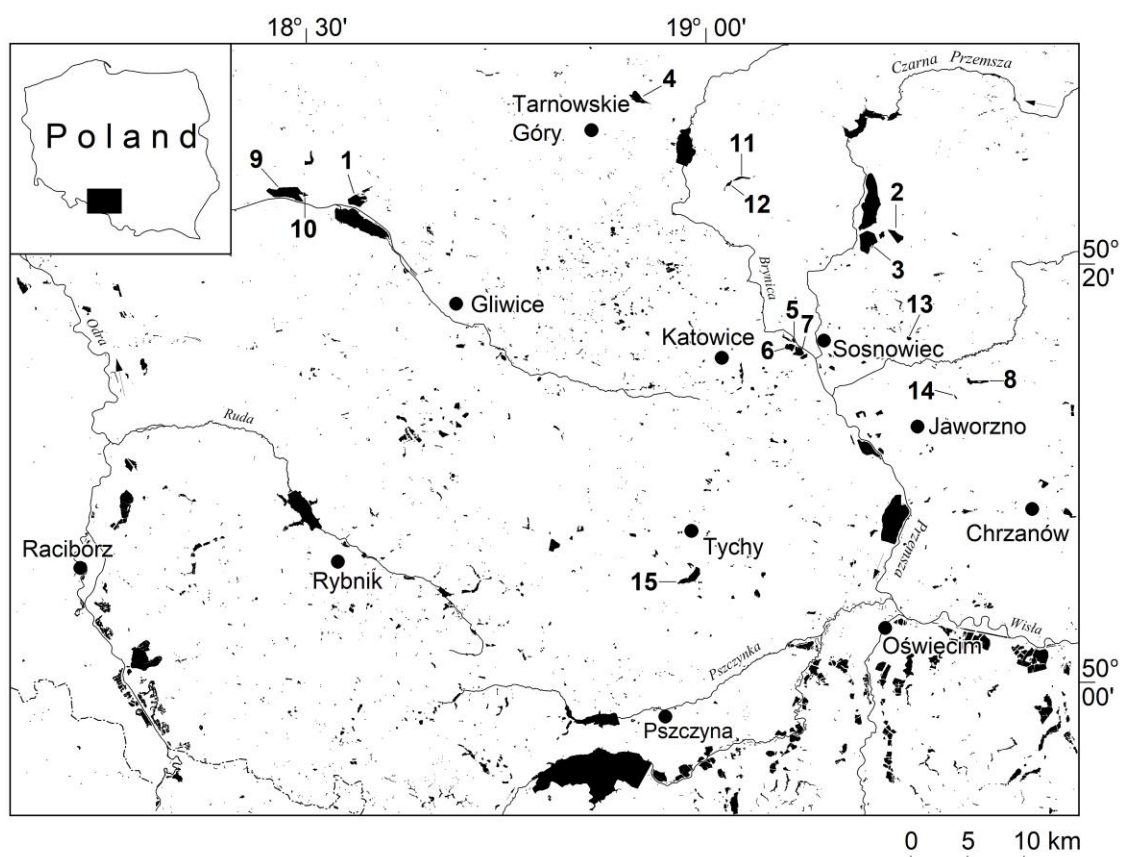 18° 30'
19° 00'
Poland
Czarna Przemsza
4
Tarnowskie
Góry
11
12
9
1
10
2
3
50°
20'
Brynica
Odra
Gliwice
13
5
7
6
Katowice
Sosnowiec
14
8
Jaworzno
Ruda
Przemsza
Chrzanów
Tychy
Racibórz
Rybnik
15
Wisła
Oświęcim
Pszczynka
50°
00'
Pszczyna
0 5 10 km